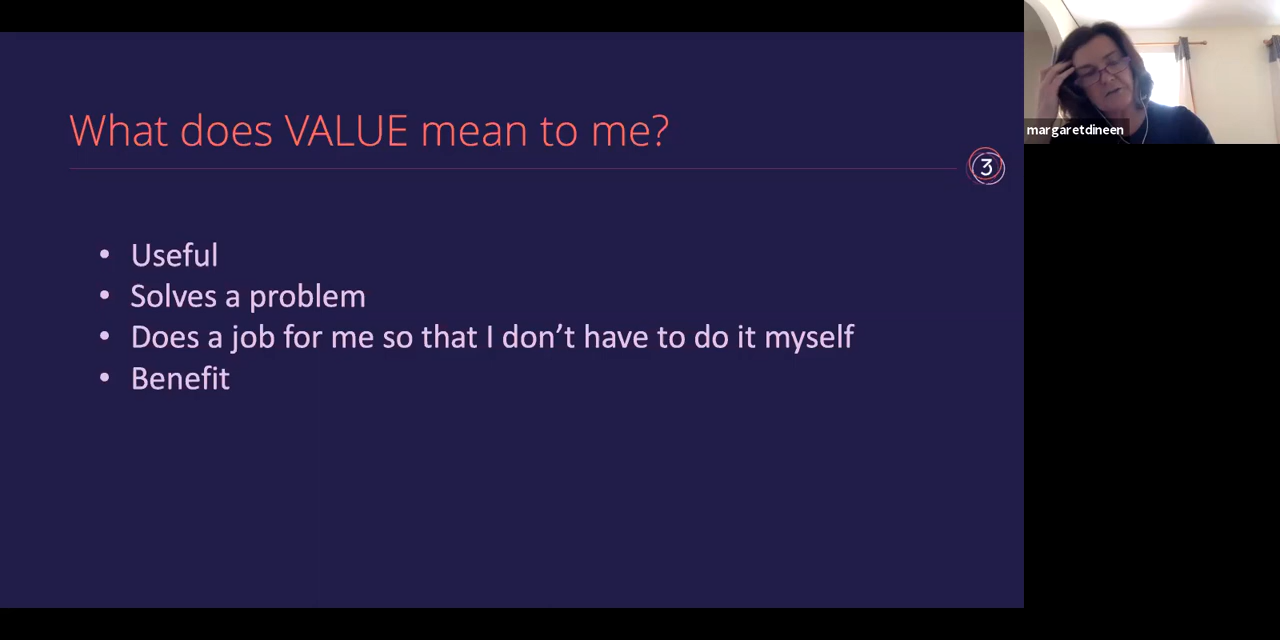 What does VALUE mean to me?
3
• Useful
• Solves a problem
• Does a job for me so that I don’t have to do it myself
• Benefit
margaretdineen